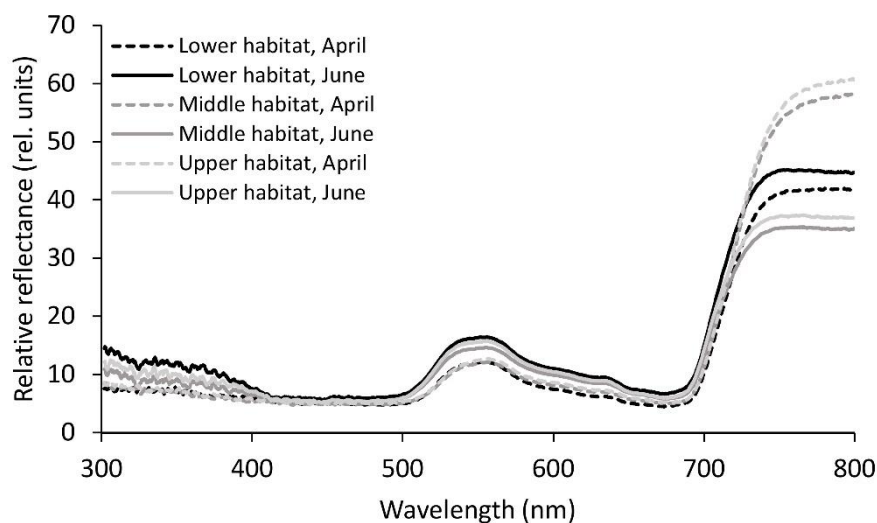 70
60
50
40
30
20
10
0
Relative reflectance (rel. units)
Lower habitat, April
Lower habitat, June
Middle habitat, April
Middle habitat, June
Upper habitat, April
Upper habitat, June
300 400 500 600 700 800
Wavelength (nm)